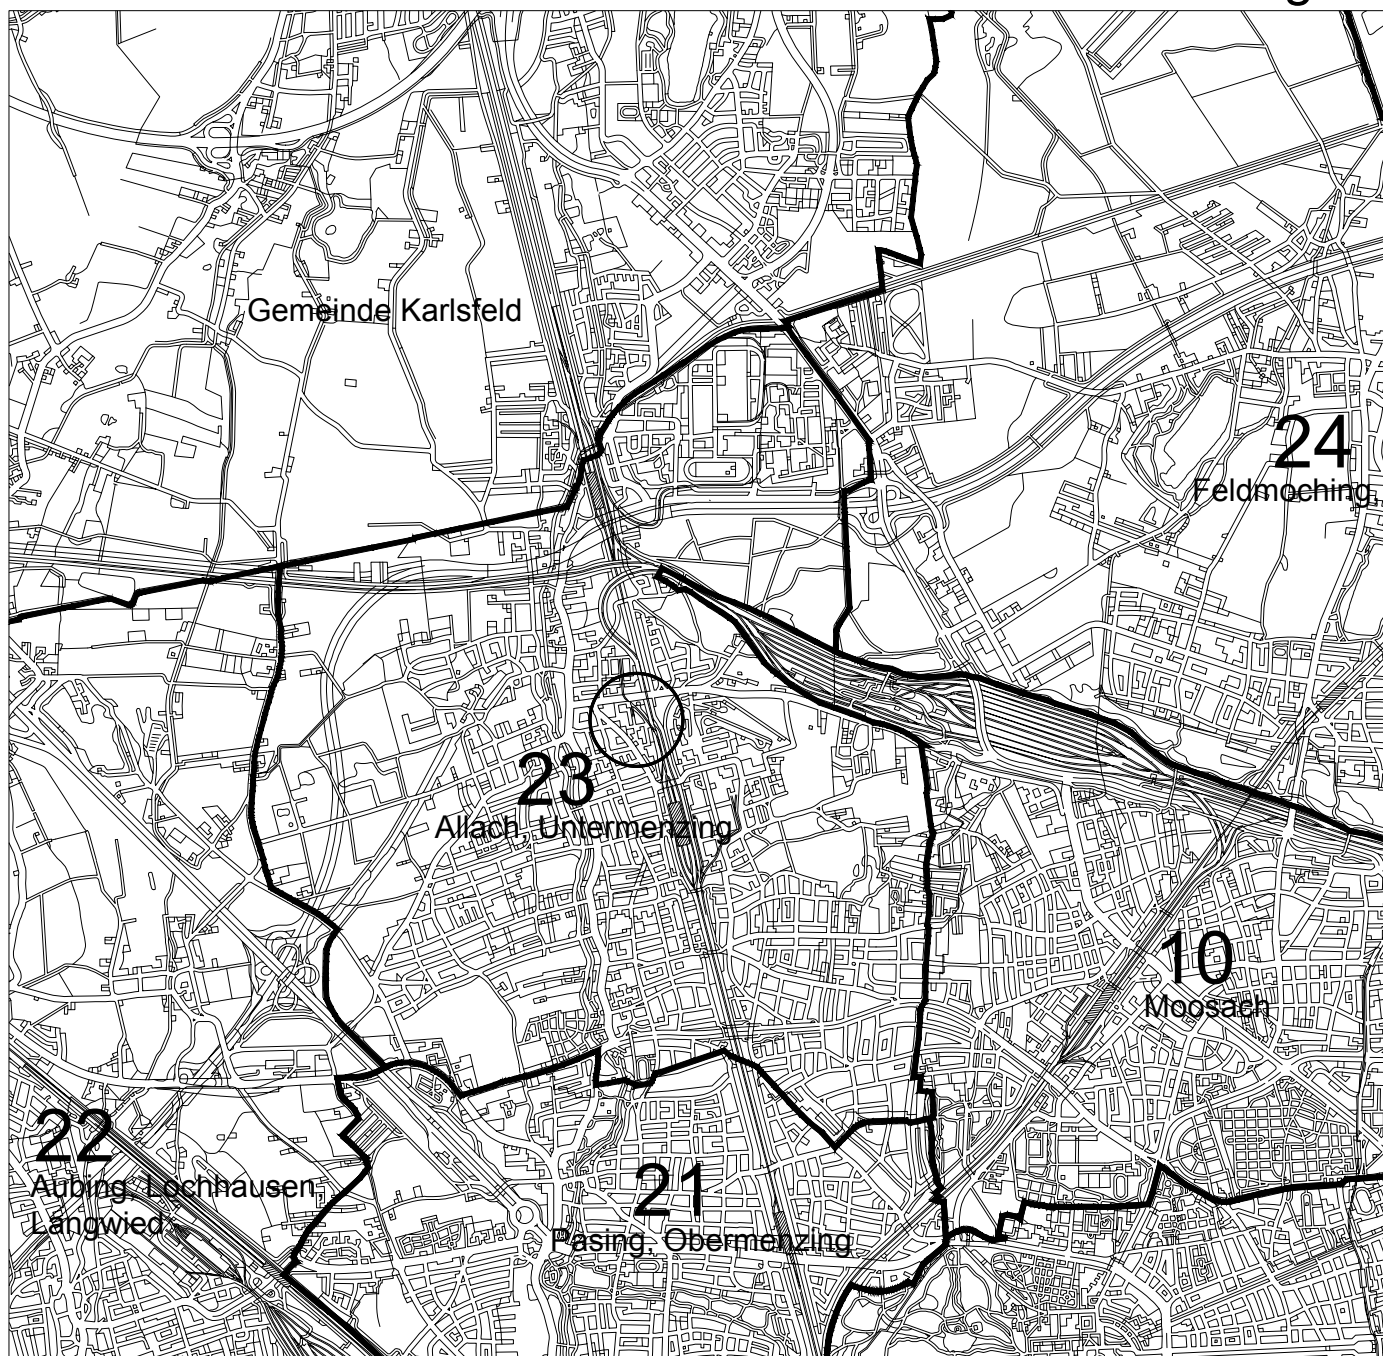 Gemeinde Karlsfeld
24
Feldmoching,
23
Allach, Untermenzing
10
Moosach
22
Aubing, Lochhausen,
Langwied
21
Pasing, Obermenzing